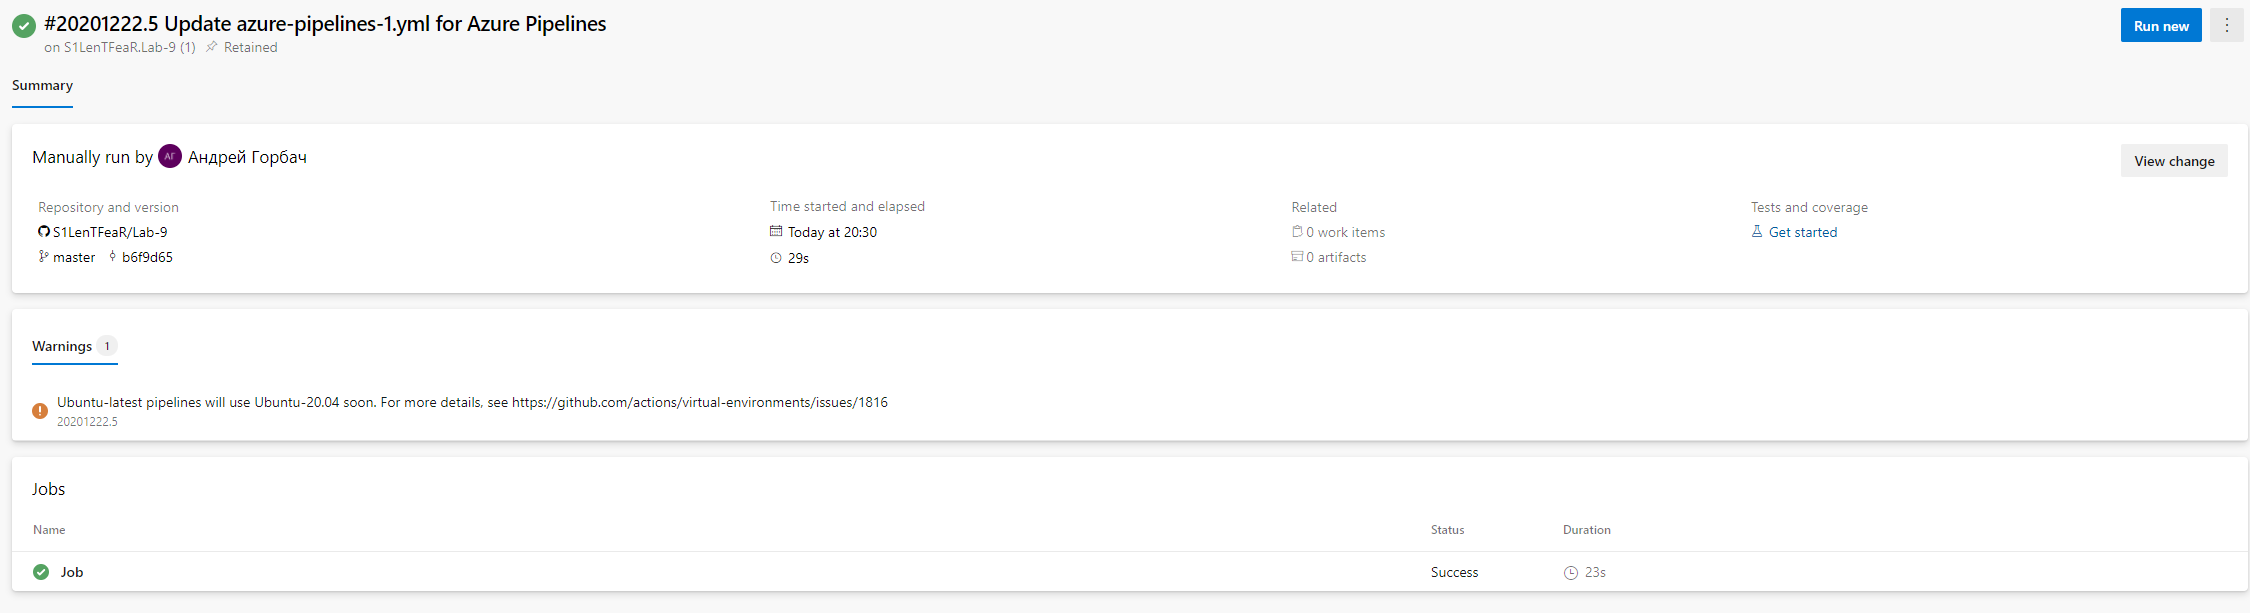 #20201222.5 Update azure-pipelines-1.yml for Azure Pipelines
on S1LenTFeaR.Lab-9 (1) Retained
Run new
Summary
Manually run by АГ Андрей Горбач
View change
Repository and version
S1LenTFeaR/Lab-9
master b6f9d65
Time started and elapsed
Today at 20:30
29s
Related
0 work items
0 artifacts
Tests and coverage
Get started
Warnings 1
Ubuntu-latest pipelines will use Ubuntu-20.04 soon. For more details, see https://github.com/actions/virtual-environments/issues/1816
20201222.5
Jobs
Name Status Duration
Job Success 23s